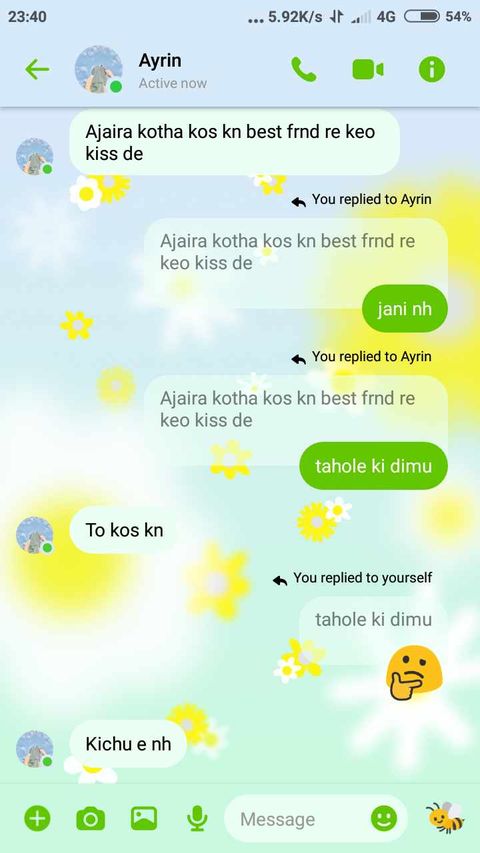 23:40
... 5.92K/s 4G 54%
Ayrin
Active now
Ajaira kotha kos kn best frnd re keo
kiss de
You replied to Ayrin
Ajaira kotha kos kn best frnd re
keo kiss de
jani nh
You replied to Ayrin
Ajaira kotha kos kn best frnd re
keo kiss de
tahole ki dimu
To kos kn
You replied to yourself
tahole ki dimu
Kichu e nh
Message